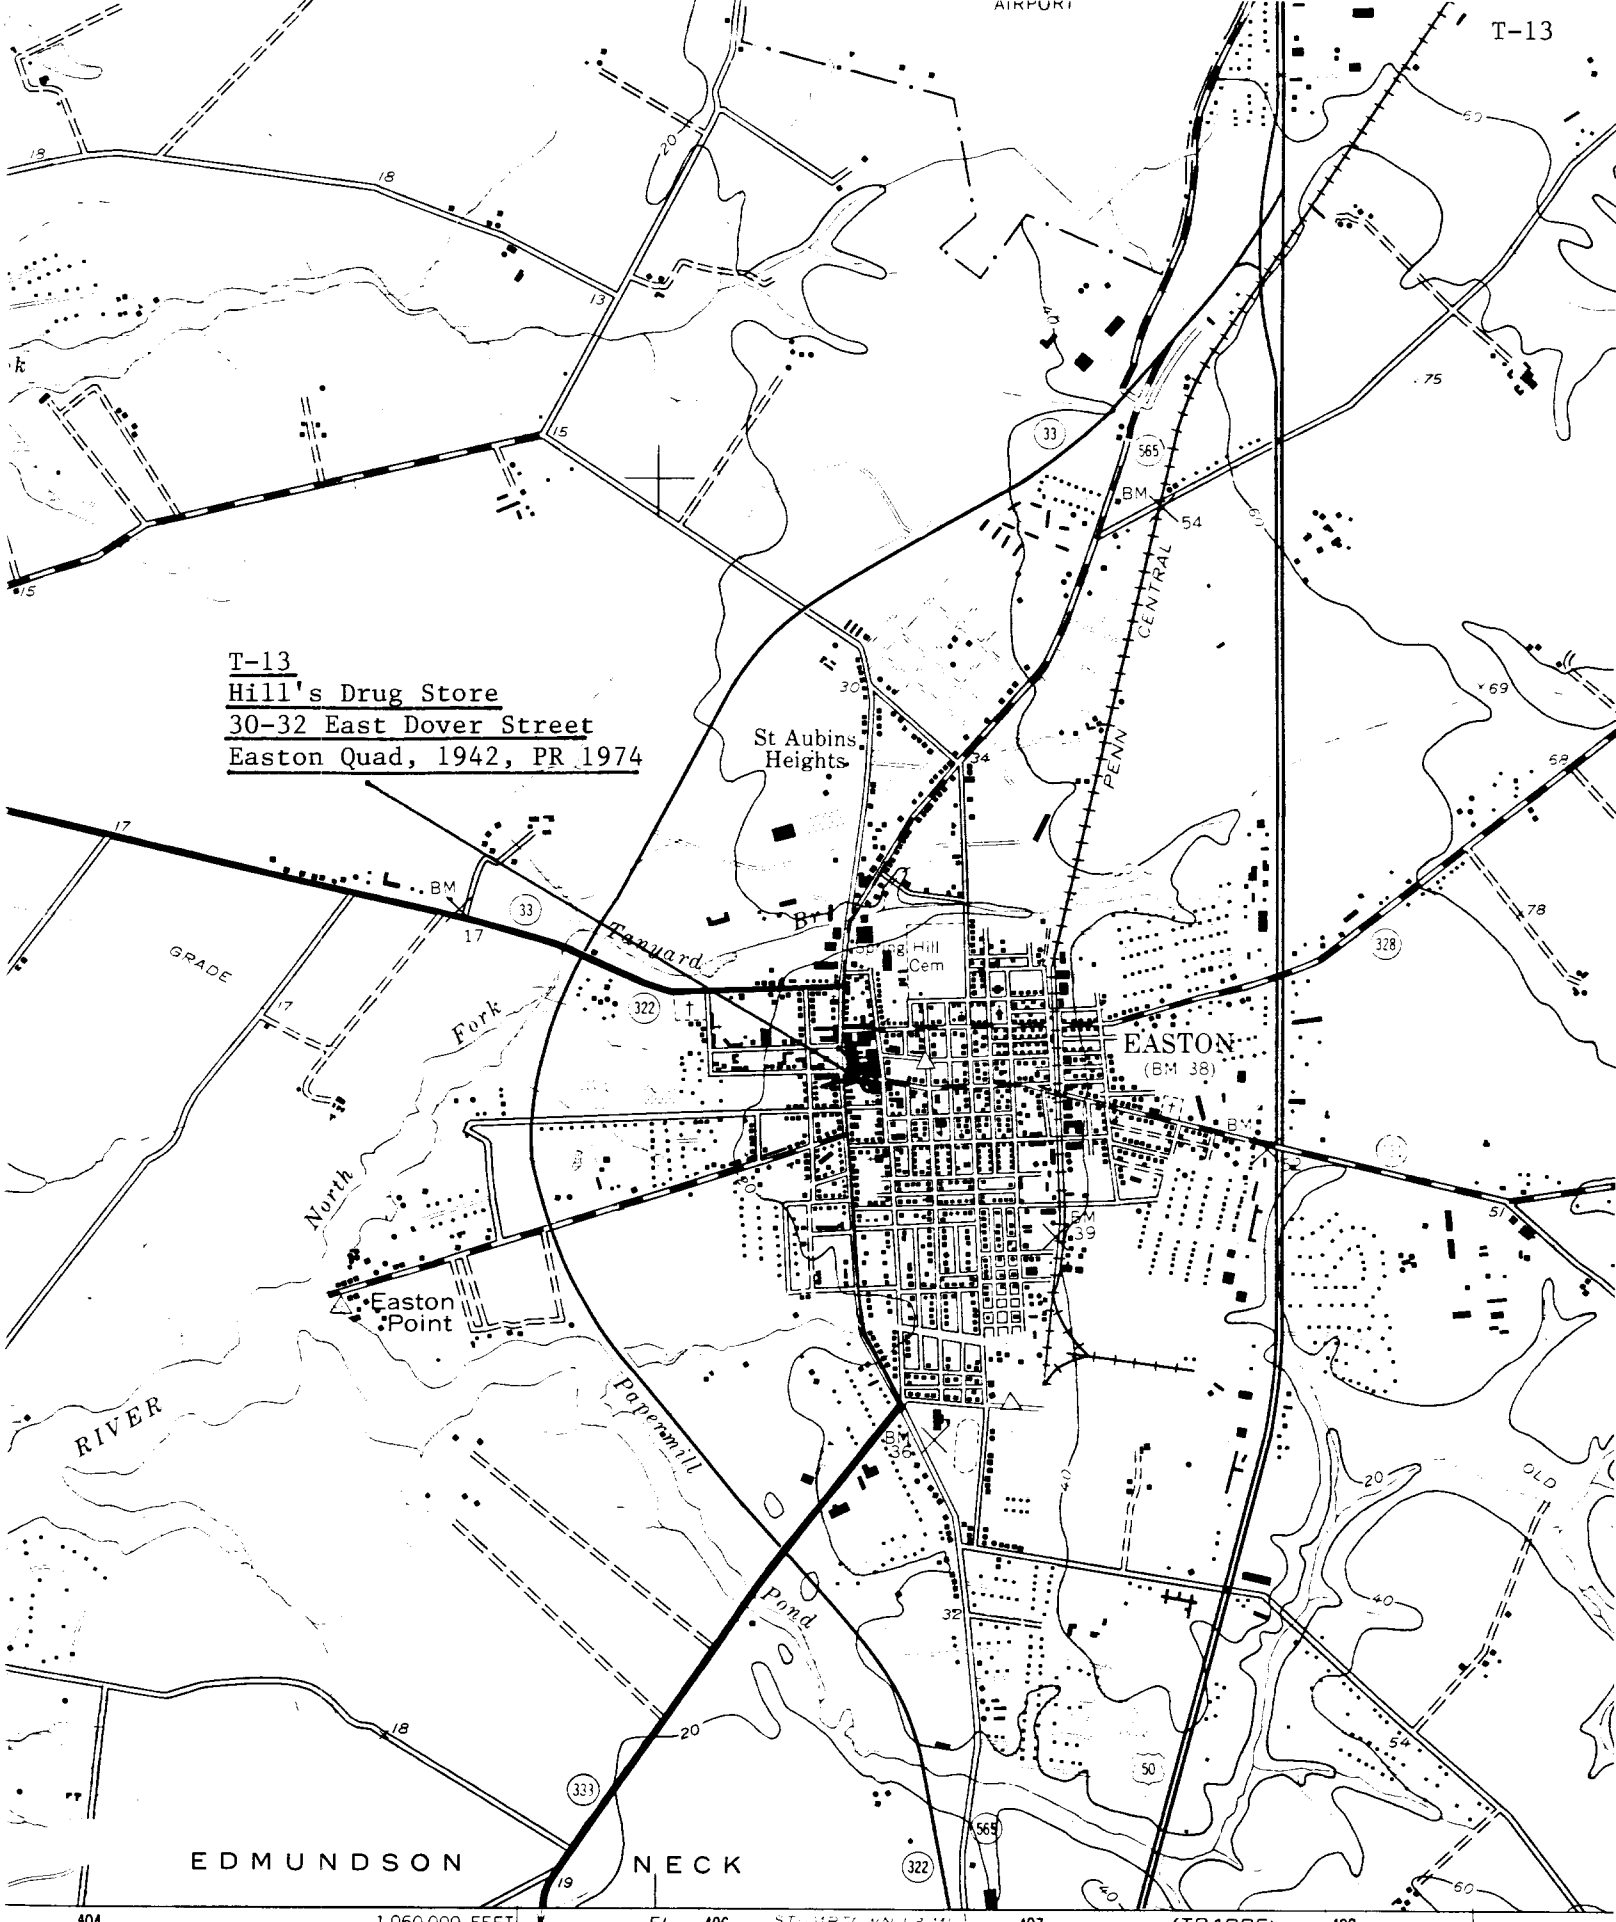 AIRPORT
T-13
60
20
18
18
13
40
k
.75
15
33
565
BM
54
60
15
CENTRAL
T-13
Hill's Drug Store
30-32 East Dover Street
Easton Quad, 1942, PR 1974
30
69
St Aubins
Heights
34
PENN
68
17
BM
33
17
Br
78
Tanyard
Spring Hill
Cem
328
GRADE
17
322
Fork
EASTON
(BM 38)
BM
North
51
BM
39
Easton
Point
RIVER
Papermill
BM
36
40
20
OLD
Pond
32
40
18
20
54
50
333
565
EDMUNDSON NECK
322
19
40
60
1 060 000 FEET
(TRAPPE)